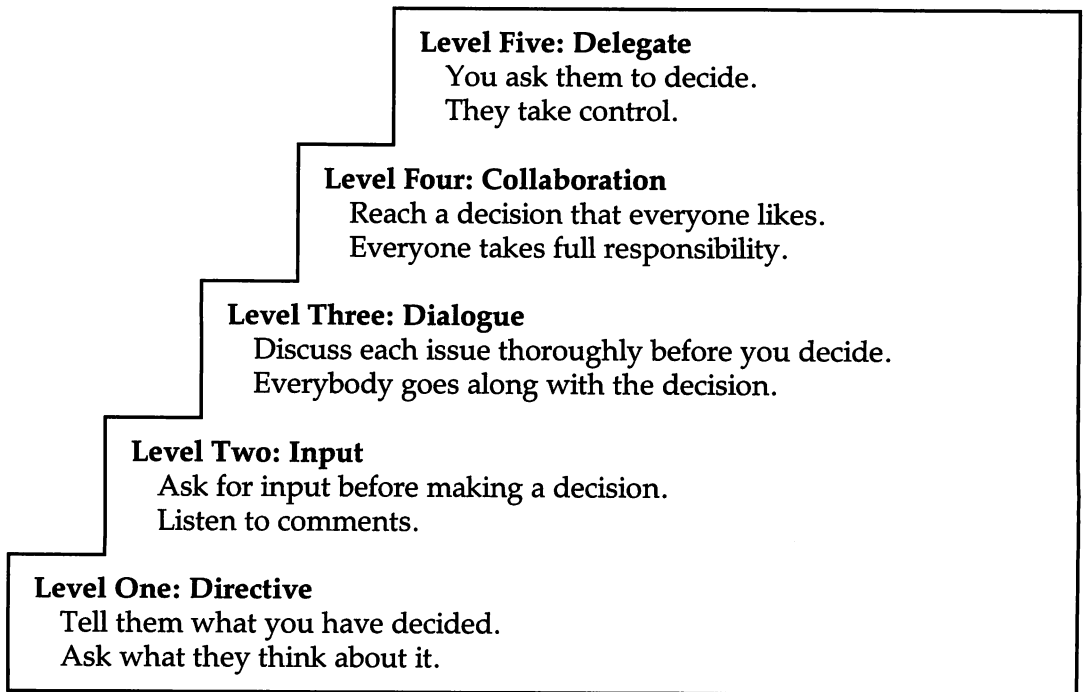 Level Five: Delegate
You ask them to decide.
They take control.
Level Four: Collaboration
Reach a decision that everyone likes.
Everyone takes full responsibility.
Level Three: Dialogue
Discuss each issue thoroughly before you decide.
Everybody goes along with the decision.
Level Two: Input
Ask for input before making a decision.
Listen to comments.
Level One: Directive
Tell them what you have decided.
Ask what they think about it.